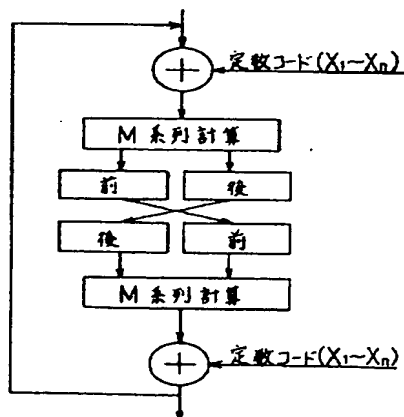 定数コード(X₁~Xₙ)
M系列計算
前 後
後 前
M系列計算
定数コード(X₁~Xₙ)